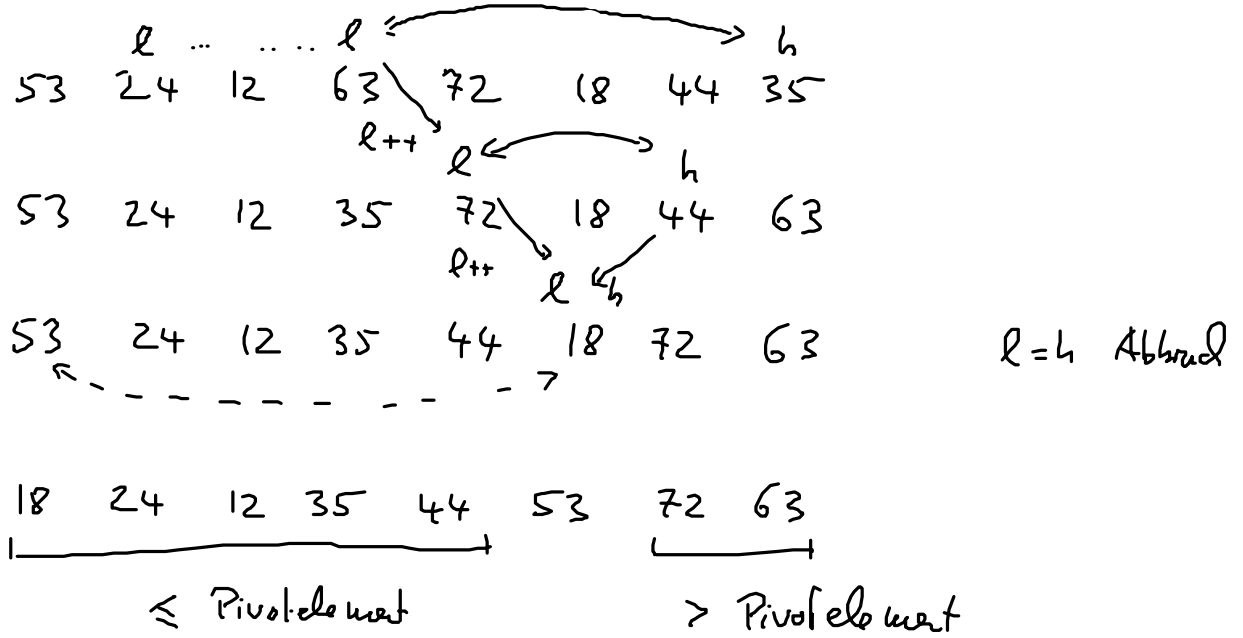 l ... .... l h
53 24 12 63 72 18 44 35
l++
l h
53 24 12 35 72 18 44 63
l++
l h
53 24 12 35 44 18 72 63 l=h Abbruch
18 24 12 35 44 53 72 63
≤ Pivotelement > Pivotelement